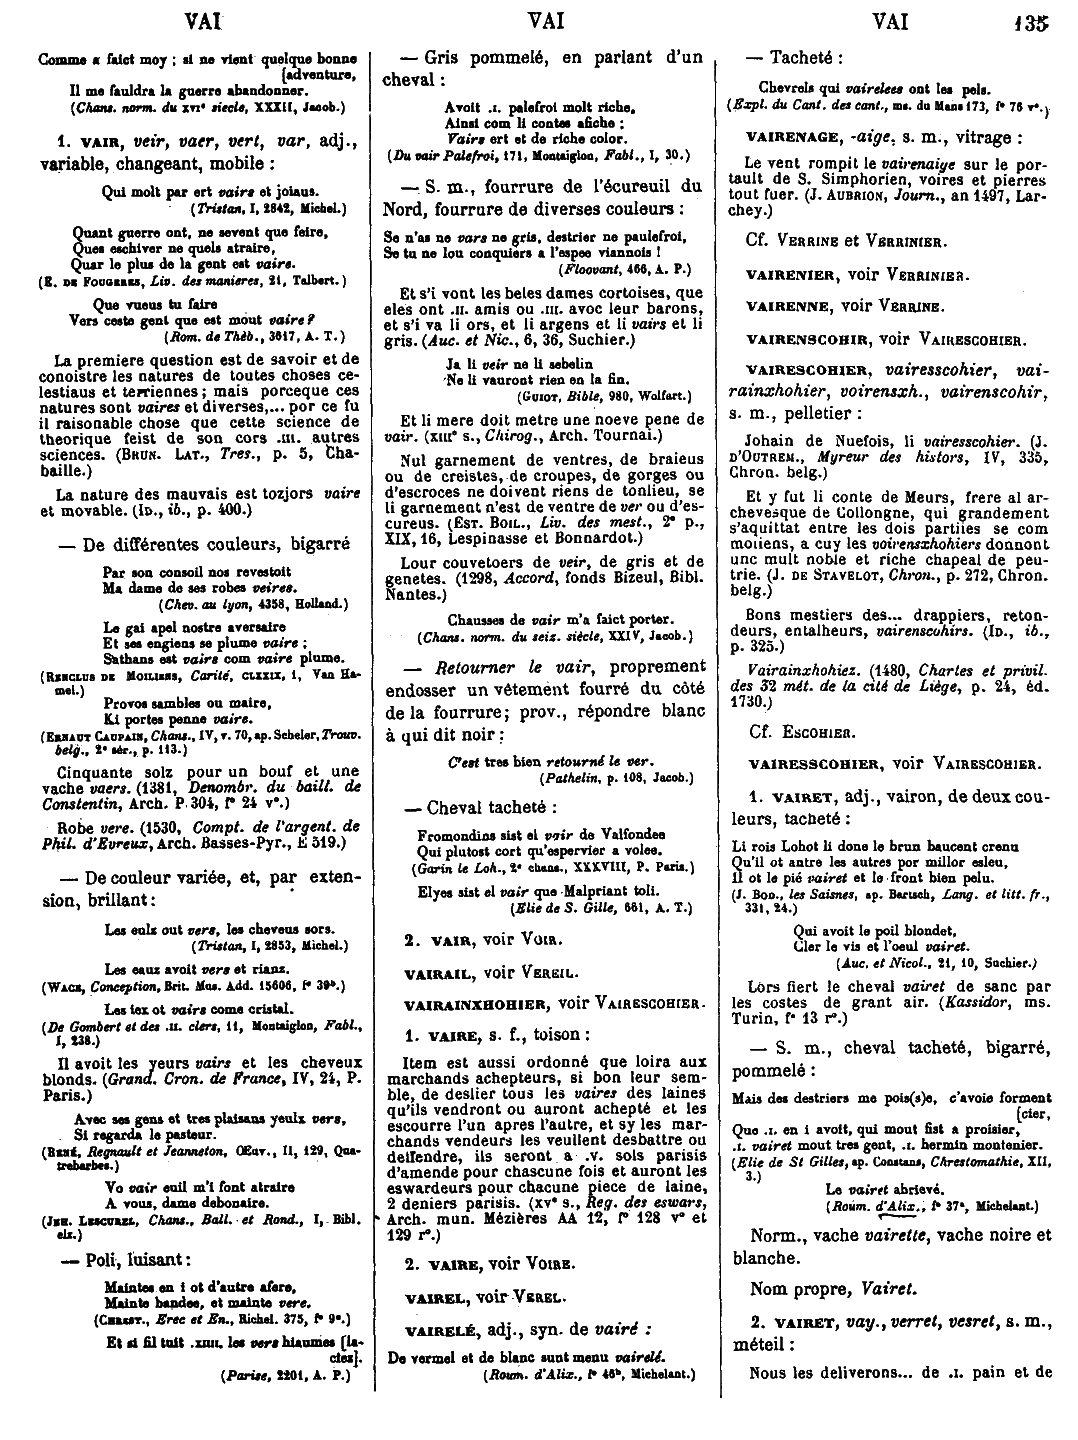 VAI
VAI
VAI 135
Comme a faict moy ; si ne vient quelque bonne
[adventure,
Il me fauldra la guerre abandonner.
(Chans. norm. du XVIe siecle, XXXII, Jacob.)
1. VAIR, veir, vaer, vert, var, adj.,
variable, changeant, mobile :
Qui molt par ert vairs et joiaus.
(Tristan, I, 2842, Michel.)
Quant guerre ont, ne sevent que feire,
Ques eschiver ne quels atraire,
Quar le plus de la gent est vaire.
(E. DE FOUGERES, Liv. des manieres, 21, Talbert.)
Que vueus tu faire
Vers ceste gent que est mout vaire ?
(Rom. de Thèb., 3617, A. T.)
La premiere question est de savoir et de
conoistre les natures de toutes choses ce-
lestiaus et terriennes ; mais porceque ces
natures sont vaires et diverses,... por ce fu
il raisonable chose que cette science de
theorique feist de son cors .III. autres
sciences. (BRUN. LAT., Tres., p. 5, Cha-
baille.)
La nature des mauvais est tozjors vaire
et movable. (ID., ib., p. 400.)
— De différentes couleurs, bigarré
Par son consoil nos revestoit
Ma dame de ses robes veires.
(Chev. au lyon, 4358, Holland.)
Le gai apel nostre aversaire
Et ses engiens se plume vaire ;
Sathans est vairs com vaire plume.
(RENCLUS DE MOILIENS, Carité, CLXXIX, 1, Van Ha-
mel.)
Provos sambles ou maire,
Ki portes penne vaire.
(ERNAUT CAUPAIN, Chans., IV, v. 70, ap. Scheler, Trouv.
belg., 2e sér., p. 113.)
Cinquante solz pour un bouf et une
vache vaers. (1381, Denombr. du baill. de
Constentin, Arch. P 304, fo 24 vo.)
Robe vere. (1530, Compt. de l'argent. de
Phil. d'Evreux, Arch. Basses-Pyr., E 519.)
— De couleur variée, et, par exten-
sion, brillant :
Les eulz out vers, les cheveus sors.
(Tristan, I, 2853, Michel.)
Les eauz avoit vers et rianz.
(WACE, Conception, Brit. Mus. Add. 15606, fo 39b.)
Les iex ot vairs come cristal.
(De Gombert et des .II. clers, 11, Montaiglon, Fabl.,
I, 238.)
Il avoit les yeurs vairs et les cheveux
blonds. (Grand. Cron. de France, IV, 24, P.
Paris.)
Avec ses gens et tres plaisans yeulx vers,
Si regarda le pasteur.
(RENÉ, Regnault et Jeanneton, Œuv., II, 129, Qua-
trebarbes.)
Vo vair euil m'i font atraire
A vous, dame debonaire.
(JEH. LESCUREL, Chans., Ball. et Rond., I, Bibl.
elz.)
— Poli, luisant :
Maintes en i ot d'autre afere,
Mainte bandee, et mainte vere.
(CHREST., Erec et En., Richel. 375, fo 9c.)
Et si fil tuit .XIIII. les vers hiaumes [la-
ciez].
(Parise, 2201, A. P.)
— Gris pommelé, en parlant d'un
cheval :
Avoit .I. palefroi molt riche,
Ainsi com li contes afiche :
Vairs ert et de riche color.
(Du vair Palefroi, 171, Montaiglon, Fabl., I, 30.)
— S. m., fourrure de l'écureuil du
Nord, fourrure de diverses couleurs :
Se n'as ne vars ne gris, destrier ne paulefroi,
Se tu ne lou conquiers a l'espee viannois !
(Floovant, 466, A. P.)
Et s'i vont les beles dames cortoises, que
eles ont .II. amis ou .III. avoc leur barons,
et s'i va li ors, et li argens et li vairs et li
gris. (Auc. et Nic., 6, 36, Suchier.)
Ja li veir ne li sebelin
Ne li vauront rien en la fin.
(GUIOT, Bible, 980, Wolfart.)
Et li mere doit metre une noeve pene de
vair. (XIIIe s., Chirog., Arch. Tournai.)
Nul garnement de ventres, de braieus
ou de creistes, de croupes, de gorges ou
d'escroces ne doivent riens de tonlieu, se
li garnement n'est de ventre de ver ou d'es-
cureus. (EST. BOIL., Liv. des mest., 2e p.,
XIX, 16, Lespinasse et Bonnardot.)
Lour couvetoers de veir, de gris et de
genetes. (1298, Accord, fonds Bizeul, Bibl.
Nantes.)
Chausses de vair m'a faict porter.
(Chans. norm. du seiz. siècle, XXIV, Jacob.)
— Retourner le vair, proprement
endosser un vêtement fourré du côté
de la fourrure ; prov., répondre blanc
à qui dit noir :
C'est tres bien retourné le ver.
(Pathelin, p. 108, Jacob.)
— Cheval tacheté :
Fromondins sist el vair de Valfondee
Qui plutost cort qu'espervier a volee.
(Garin le Loh., 2e chans., XXXVIII, P. Paris.)
Elyes sist el vair que Malpriant toli.
(Elie de S. Gille, 661, A. T.)
2. VAIR, voir VOIR.
VAIRAIL, voir VEREIL.
VAIRAINXHOHIER, voir VAIRESCOHIER.
1. VAIRE, s. f., toison :
Item est aussi ordonné que loira aux
marchands achepteurs, si bon leur sem-
ble, de deslier tous les vaires des laines
qu'ils vendront ou auront achepté et les
escourre l'un apres l'autre, et sy les mar-
chands vendeurs les veullent desbattre ou
deffendre, ils seront a .V. sols parisis
d'amende pour chascune fois et auront les
eswardeurs pour chacune piece de laine,
2 deniers parisis. (XVe s., Reg. des eswars,
Arch. mun. Mézières AA 12, fo 128 vo et
129 ro.)
2. VAIRE, voir VOIRE.
VAIREL, voir VEREL.
VAIRELÉ, adj., syn. de vairé :
De vermel et de blanc sunt menu vairelé.
(Roum. d'Alix., fo 46b, Michelant.)
— Tacheté :
Chevrels qui vairelees ont les pels.
(Expl. du Cant. des cant., ms. du Mans 173, fo 76 vo.)
VAIRENAGE, -aige, s. m., vitrage :
Le vent rompit le vairenaiye sur le por-
tault de S. Simphorien, voires et pierres
tout fuer. (J. AUBRION, Journ., an 1497, Lar-
chey.)
Cf. VERRINE et VERRINIER.
VAIRENIER, voir VERRINIER.
VAIRENNE, voir VERRINE.
VAIRENSCOHIR, voir VAIRESCOHIER.
VAIRESCOHIER, vairesscohier, vai-
rainxhohier, voirensxh., vairenscohir,
s. m., pelletier :
Johain de Nuefois, li vairesscohier. (J.
D'OUTREM., Myreur des histors, IV, 335,
Chron. belg.)
Et y fut li conte de Meurs, frere al ar-
chevesque de Collongne, qui grandement
s'aquittat entre les dois partiies se com
moiiens, a cuy les voirensxhohiers donnont
unc mult noble et riche chapeal de peu-
trie. (J. DE STAVELOT, Chron., p. 272, Chron.
belg.)
Bons mestiers des... drappiers, reton-
deurs, entalheurs, vairenscohirs. (ID., ib.,
p. 325.)
Vairainxhohiez. (1480, Chartes et privil.
des 32 mét. de la cité de Liège, p. 24, éd.
1730.)
Cf. ESCOHIER.
VAIRESSCOHIER, voir VAIRESCOHIER.
1. VAIRET, adj., vairon, de deux cou-
leurs, tacheté :
Li rois Lohot li done le brun baucent crenu
Qu'il ot antre les autres por millor esleu,
Il ot le pié vairet et le front bien pelu.
(J. BOD., les Saisnes, ap. Bartsch, Lang. et litt. fr.,
331, 24.)
Qui avoit le poil blondet,
Cler le vis et l'oeul vairet.
(Auc. et Nicol., 21, 10, Suchier.)
Lors fiert le cheval vairet de sanc par
les costes de grant air. (Kassidor, ms.
Turin, fo 13 ro.)
— S. m., cheval tacheté, bigarré,
pommelé :
Mais des destriers me pois(s)e, c'avoie forment
[cier,
Que .I. en i avoit, qui mout fist a proisier,
.I. vairet mout tres gent, .I. hermin montenier.
(Elie de St Gilles, ap. Constans, Chrestomathie, XII,
3.)
Le vairet abrievé.
(Roum. d'Alix., fo 37a, Michelant.)
Norm., vache vairette, vache noire et
blanche.
Nom propre, Vairet.
2. VAIRET, vay., verret, vesret, s. m.,
méteil :
Nous les deliverons... de .I. pain et de